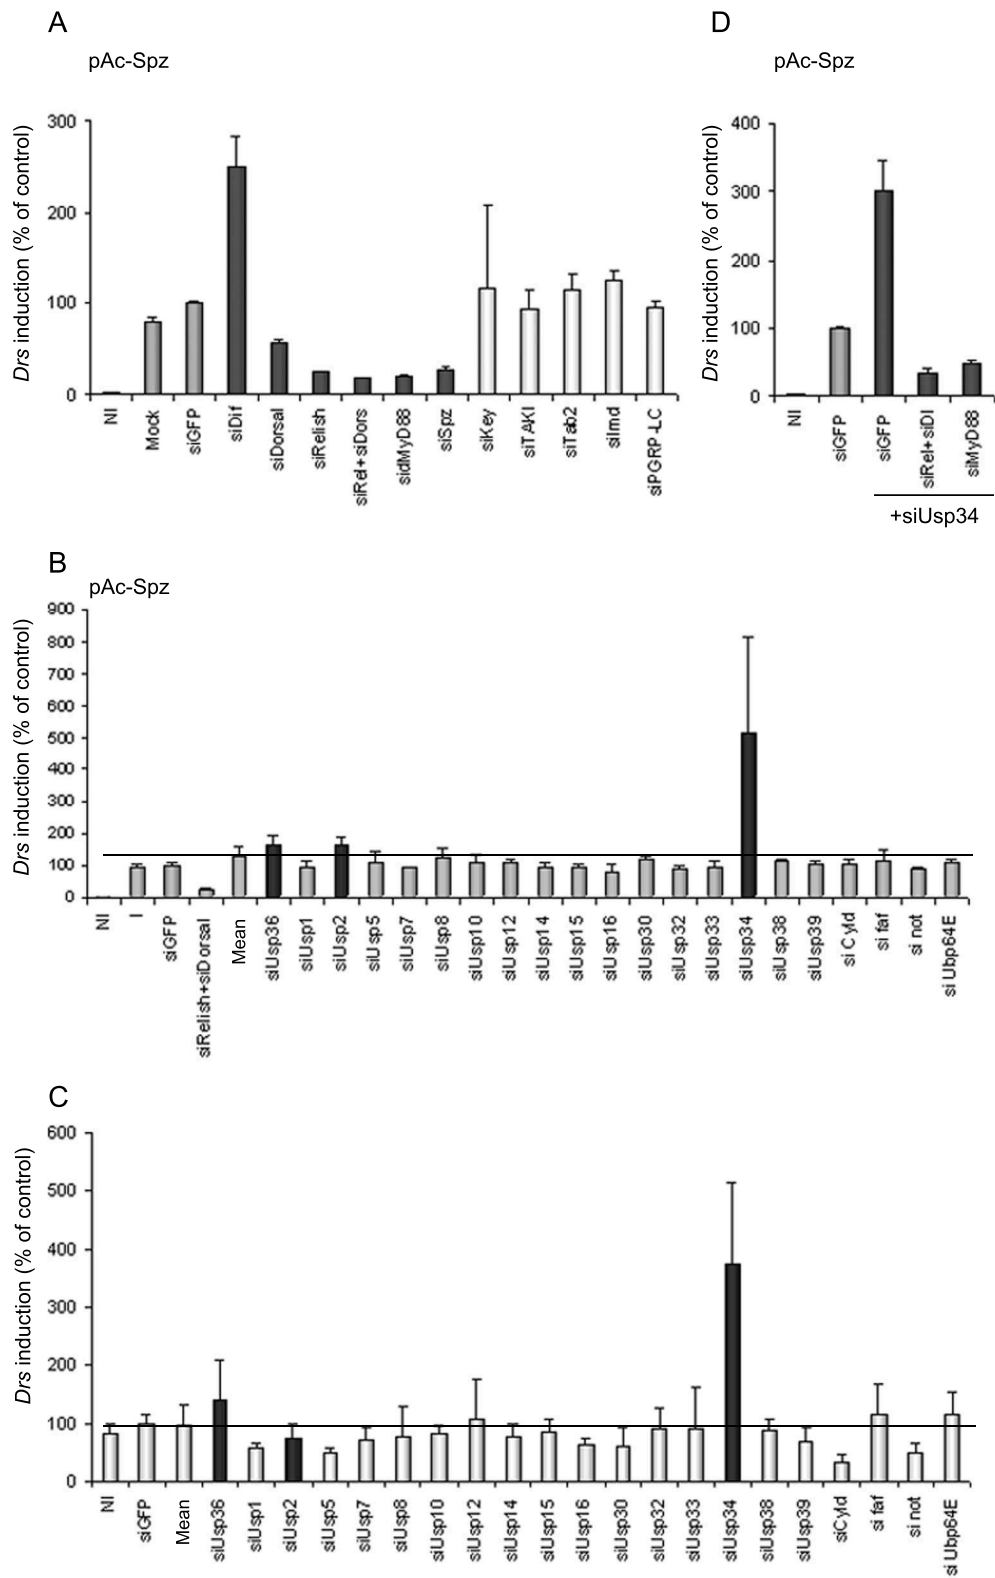 A
pAc-Spz
Drs induction (% of control)
300
200
100
0
NI
Mock
siGFP
siDif
siDorsal
siRelish
siRel+siDors
sidMyD88
siSpz
siKey
siTAKI
siTab2
siImd
siPGRP-LC
D
pAc-Spz
Drs induction (% of control)
400
300
200
100
0
NI
siGFP
siGFP
siRel+siDl
siMyD88
+siUsp34
B
pAc-Spz
Drs induction (% of control)
900
800
700
600
500
400
300
200
100
0
NI
I
siGFP
siRelish+siDorsal
Mean
siUsp36
siUsp1
siUsp2
siUsp5
siUsp7
siUsp8
siUsp10
siUsp12
siUsp14
siUsp15
siUsp16
siUsp30
siUsp32
siUsp33
siUsp34
siUsp38
siUsp39
si Cyld
si faf
si not
si Ubp64E
C
Drs induction (% of control)
600
500
400
300
200
100
0
NI
siGFP
Mean
siUsp36
siUsp1
siUsp2
siUsp5
siUsp7
siUsp8
siUsp10
siUsp12
siUsp14
siUsp15
siUsp16
siUsp30
siUsp32
siUsp33
siUsp34
siUsp38
siUsp39
siCyld
si faf
si not
si Ubp64E